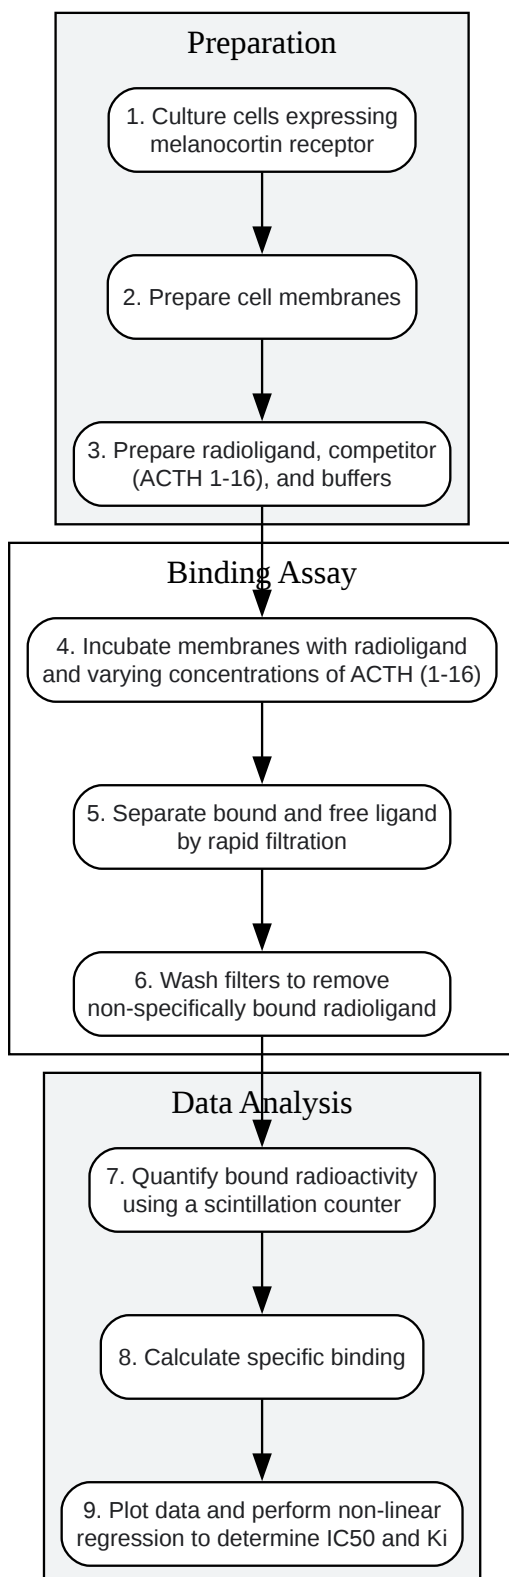 Preparation
1. Culture cells expressing
melanocortin receptor
2. Prepare cell membranes
3. Prepare radioligand, competitor
(ACTH 1-16), and buffers
Binding Assay
4. Incubate membranes with radioligand
and varying concentrations of ACTH (1-16)
5. Separate bound and free ligand
by rapid filtration
6. Wash filters to remove
non-specifically bound radioligand
Data Analysis
7. Quantify bound radioactivity
using a scintillation counter
8. Calculate specific binding
9. Plot data and perform non-linear
regression to determine IC50 and Ki